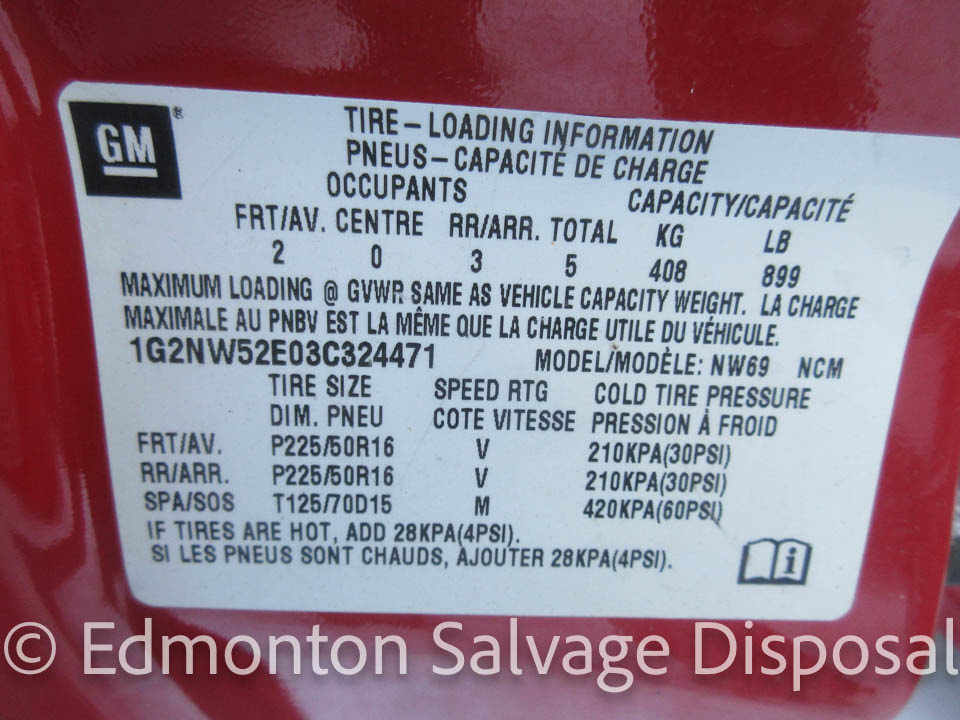 GM ®
TIRE-LOADING INFORMATION
PNEUS-CAPACITÉ DE CHARGE
OCCUPANTS CAPACITY/CAPACITÉ
FRT/AV. CENTRE RR/ARR. TOTAL KG LB
2 0 3 5 408 899
MAXIMUM LOADING @ GVWR SAME AS VEHICLE CAPACITY WEIGHT. LA CHARGE
MAXIMALE AU PNBV EST LA MÊME QUE LA CHARGE UTILE DU VÉHICULE.
1G2NW52E03C324471 MODEL/MODÈLE: NW69 NCM
TIRE SIZE SPEED RTG COLD TIRE PRESSURE
DIM. PNEU COTE VITESSE PRESSION À FROID
FRT/AV. P225/50R16 V 210KPA(30PSI)
RR/ARR. P225/50R16 V 210KPA(30PSI)
SPA/SOS T125/70D15 M 420KPA(60PSI)
IF TIRES ARE HOT, ADD 28KPA(4PSI).
SI LES PNEUS SONT CHAUDS, AJOUTER 28KPA(4PSI).
i
© Edmonton Salvage Disposal